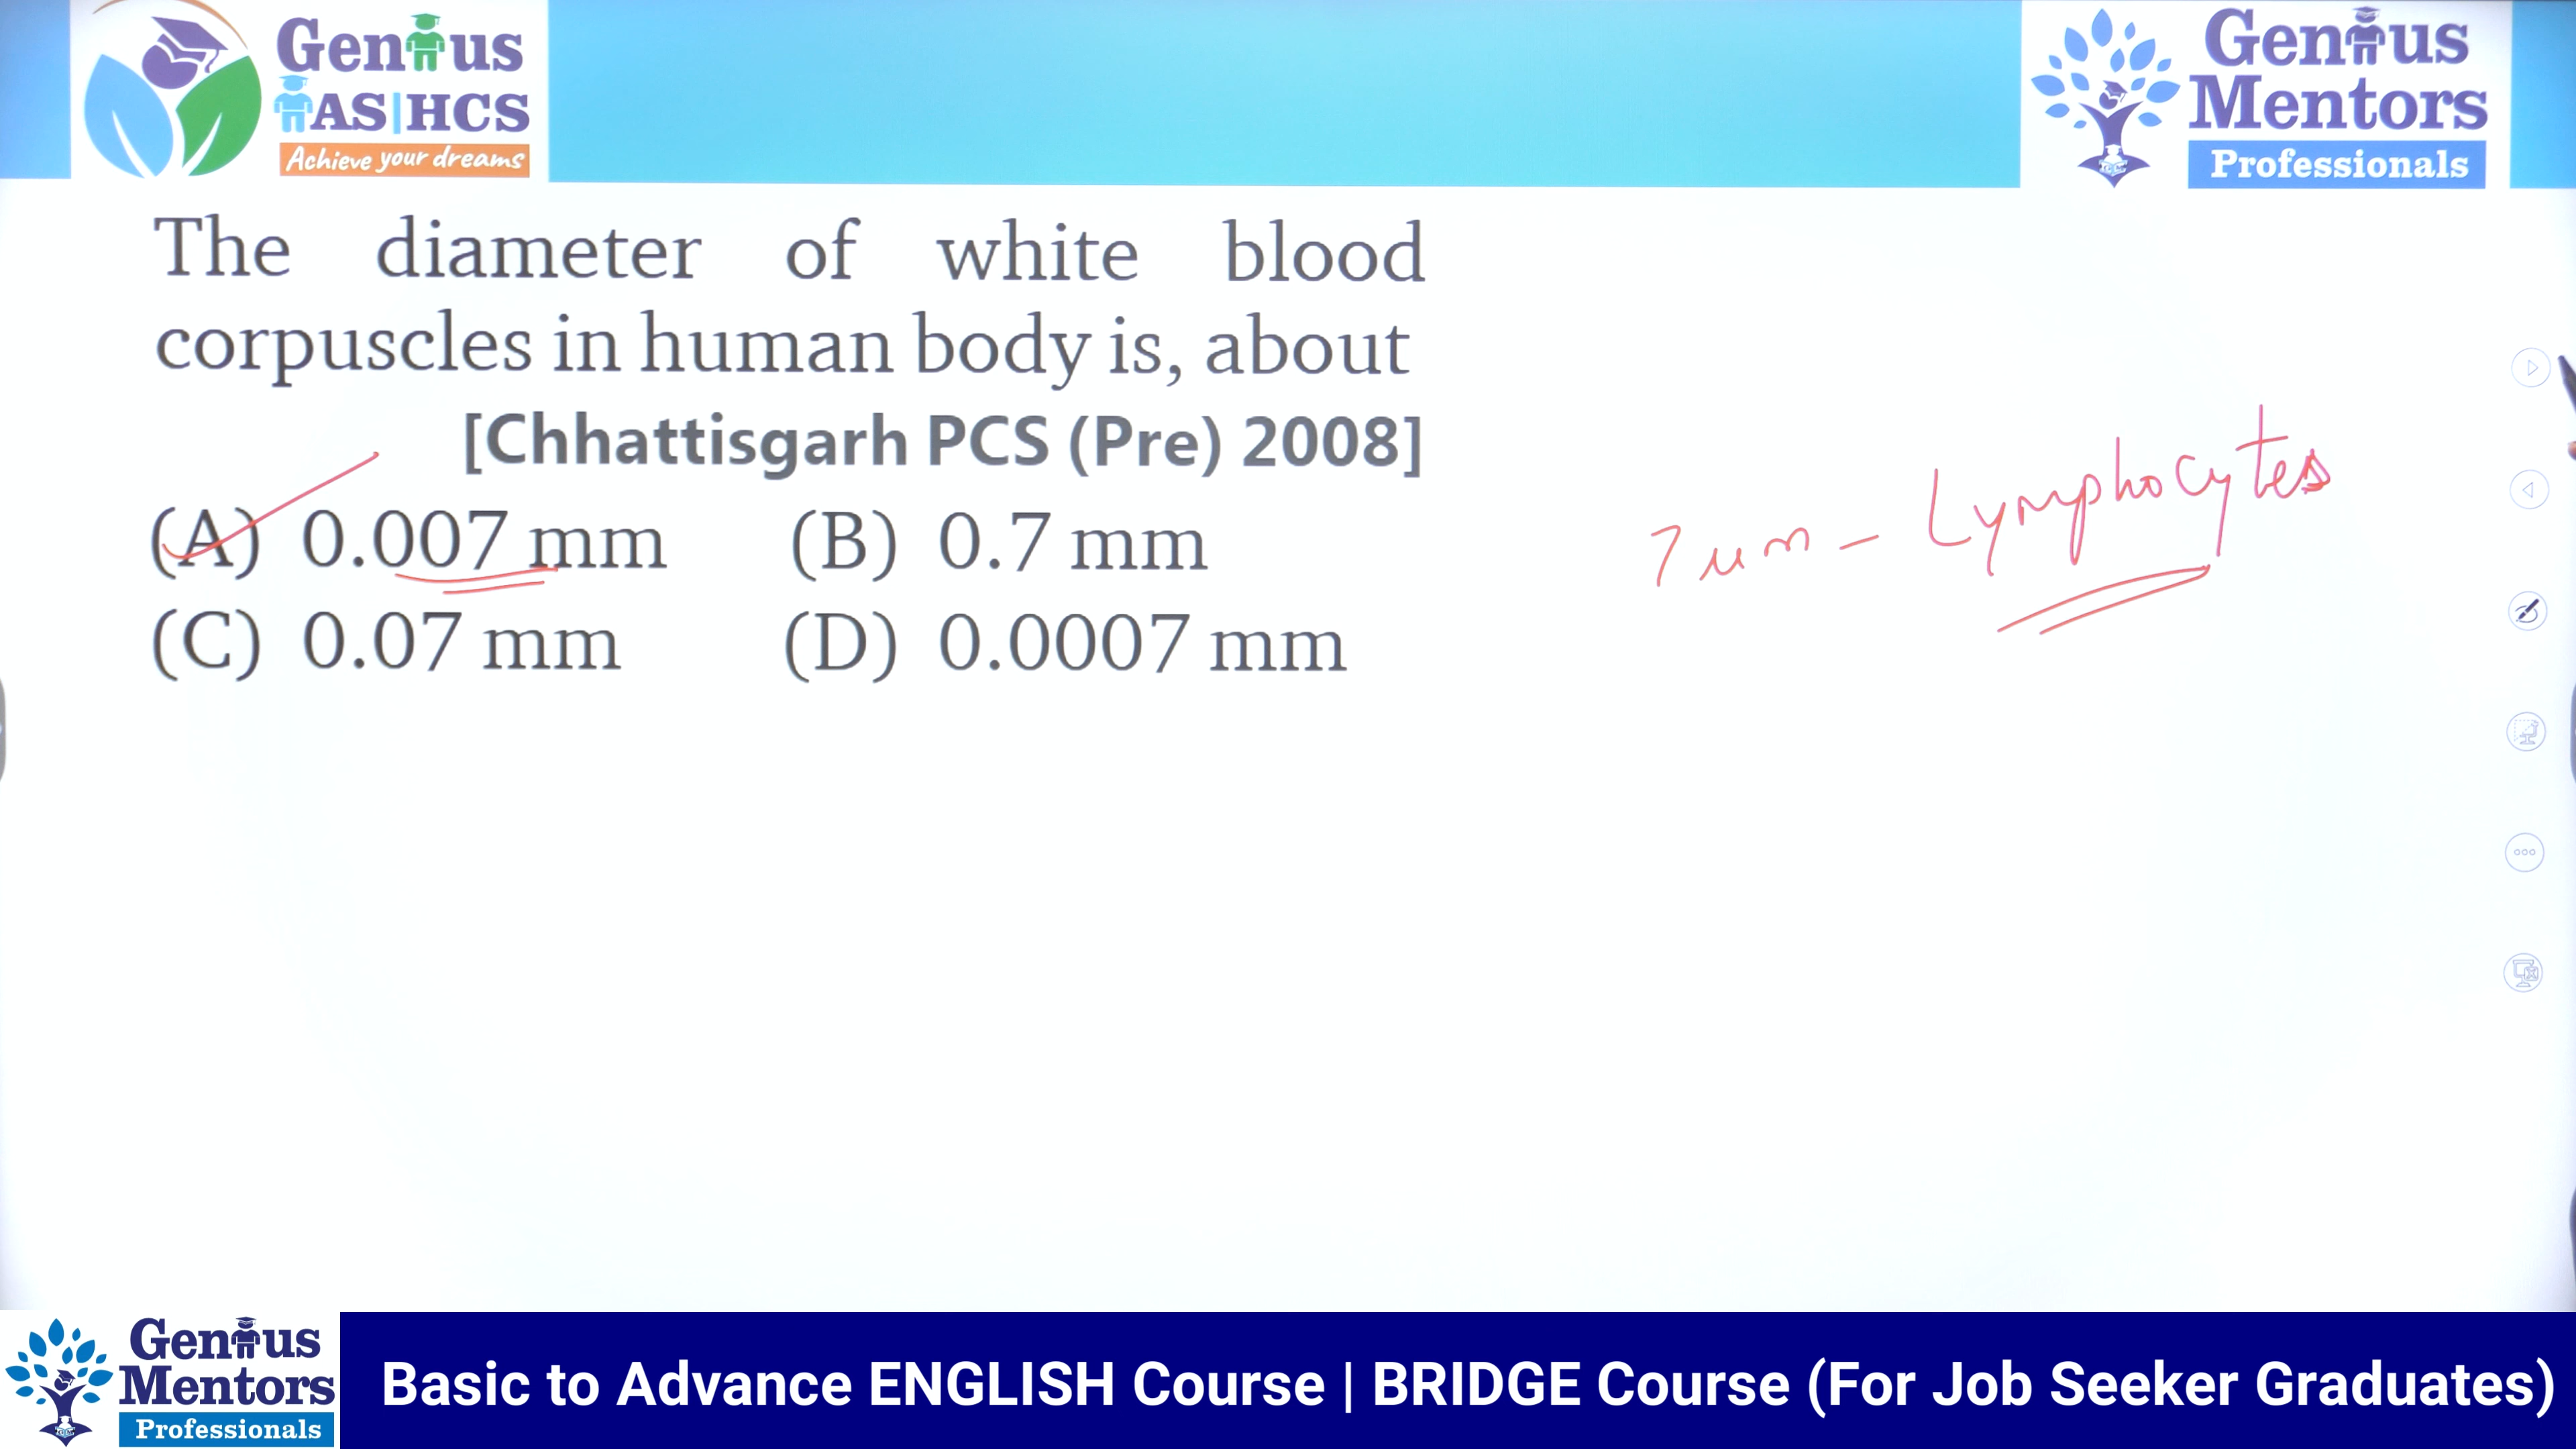 Genius
IAS|HCS
Achieve your dreams
Genius
Mentors
Professionals
The diameter of white blood
corpuscles in human body is, about
[Chhattisgarh PCS (Pre) 2008]
(A) 0.007 mm (B) 0.7 mm
(C) 0.07 mm (D) 0.0007 mm
7 μm - Lymphocytes
Genius
Mentors
Professionals
Basic to Advance ENGLISH Course | BRIDGE Course (For Job Seeker Graduates)